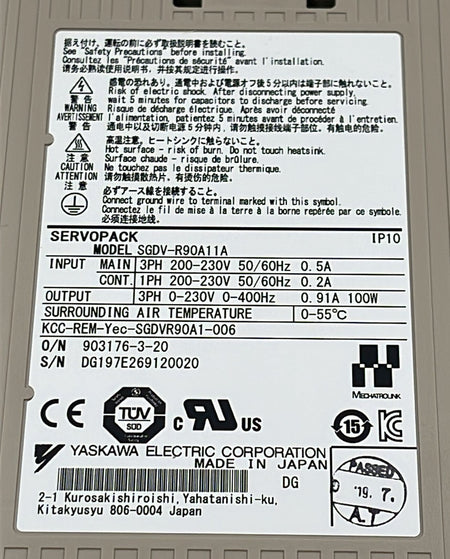 据え付け、運転の前に必ず取扱説明書を読むこと。
See "Safety Precautions" before installing.
Consultez les "Précautions de sécurité" avant l'installation.
请务必熟读使用说明书，并按其规定进行操作。
警告
警告
WARNING
AVERTISSEMENT
感電の恐れあり。通電中および電源オフ後5分以内は端子部に触れないこと。
Risk of electric shock. After disconnecting power supply,
wait 5 minutes for capacitors to discharge before servicing.
Risque de décharge électrique. Après avoir déconnecté
l'alimentation, patientez 5 minutes avant de procéder à l'entretien.
通电中以及切断电源5分钟内，请勿触摸接线端子部位。有触电的危险。
注意
注意
CAUTION
ATTENTION
高温注意。ヒートシンクに触らないこと。
Hot surface - risk of burn. Do not touch heatsink.
Surface chaude - risque de brûlure.
Ne touchez pas le dissipateur thermique.
请勿触摸散热片。有烫伤的危险。
必ずアース線を接続すること。
Connect ground wire to terminal marked with this symbol.
Connectez le fil de mise à la terre à la borne repérée par ce symbole.
必须连接地线。
SERVOPACK IP10
MODEL SGDV-R90A11A
INPUT MAIN 3PH 200-230V 50/60Hz 0.5A
CONT. 1PH 200-230V 50/60Hz 0.2A
OUTPUT 3PH 0-230V 0-400Hz 0.91A 100W
SURROUNDING AIR TEMPERATURE 0-55℃
KCC-REM-Yec-SGDVR90A1-006
O/N 903176-3-20
S/N DG197E269120020
MECHATROLINK
CE
TÜV
SÜD
c UL US
15
KC
YASKAWA ELECTRIC CORPORATION
MADE IN JAPAN
DG
2-1 Kurosakishiroishi, Yahatanishi-ku,
Kitakyusyu 806-0004 Japan
PASSED
'19. 7.
A.T